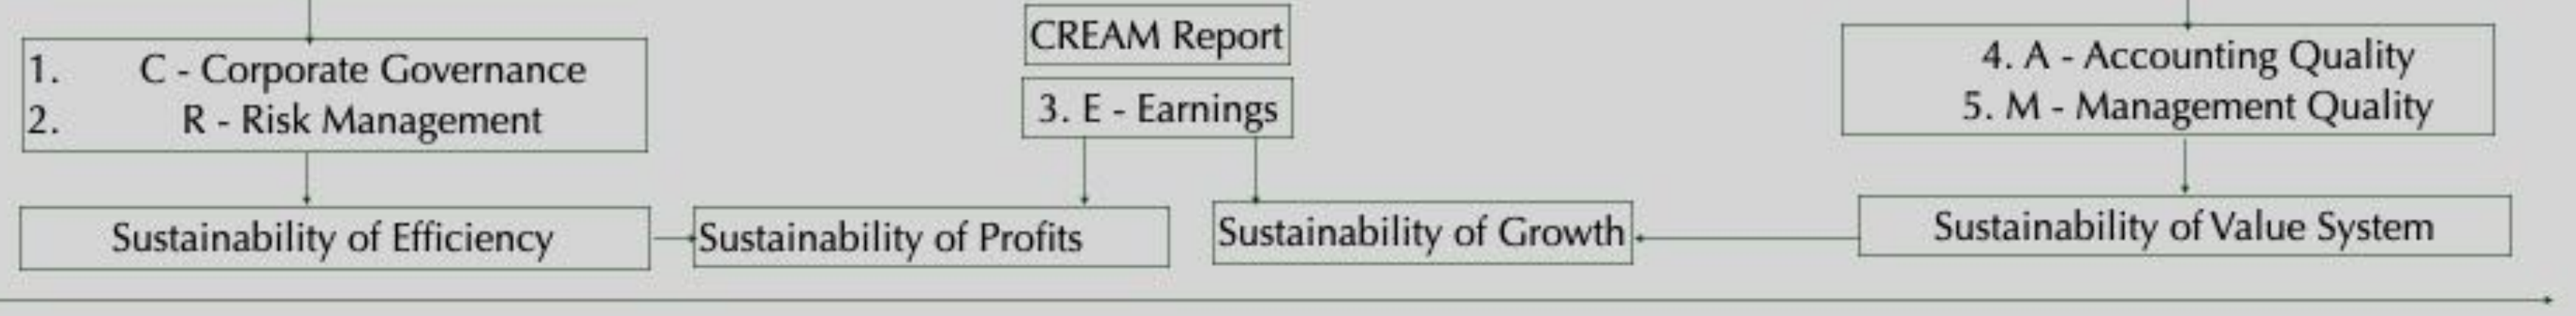 CREAM Report
1. C - Corporate Governance
2. R - Risk Management
3. E - Earnings
4. A - Accounting Quality
5. M - Management Quality
Sustainability of Efficiency
Sustainability of Profits
Sustainability of Growth
Sustainability of Value System